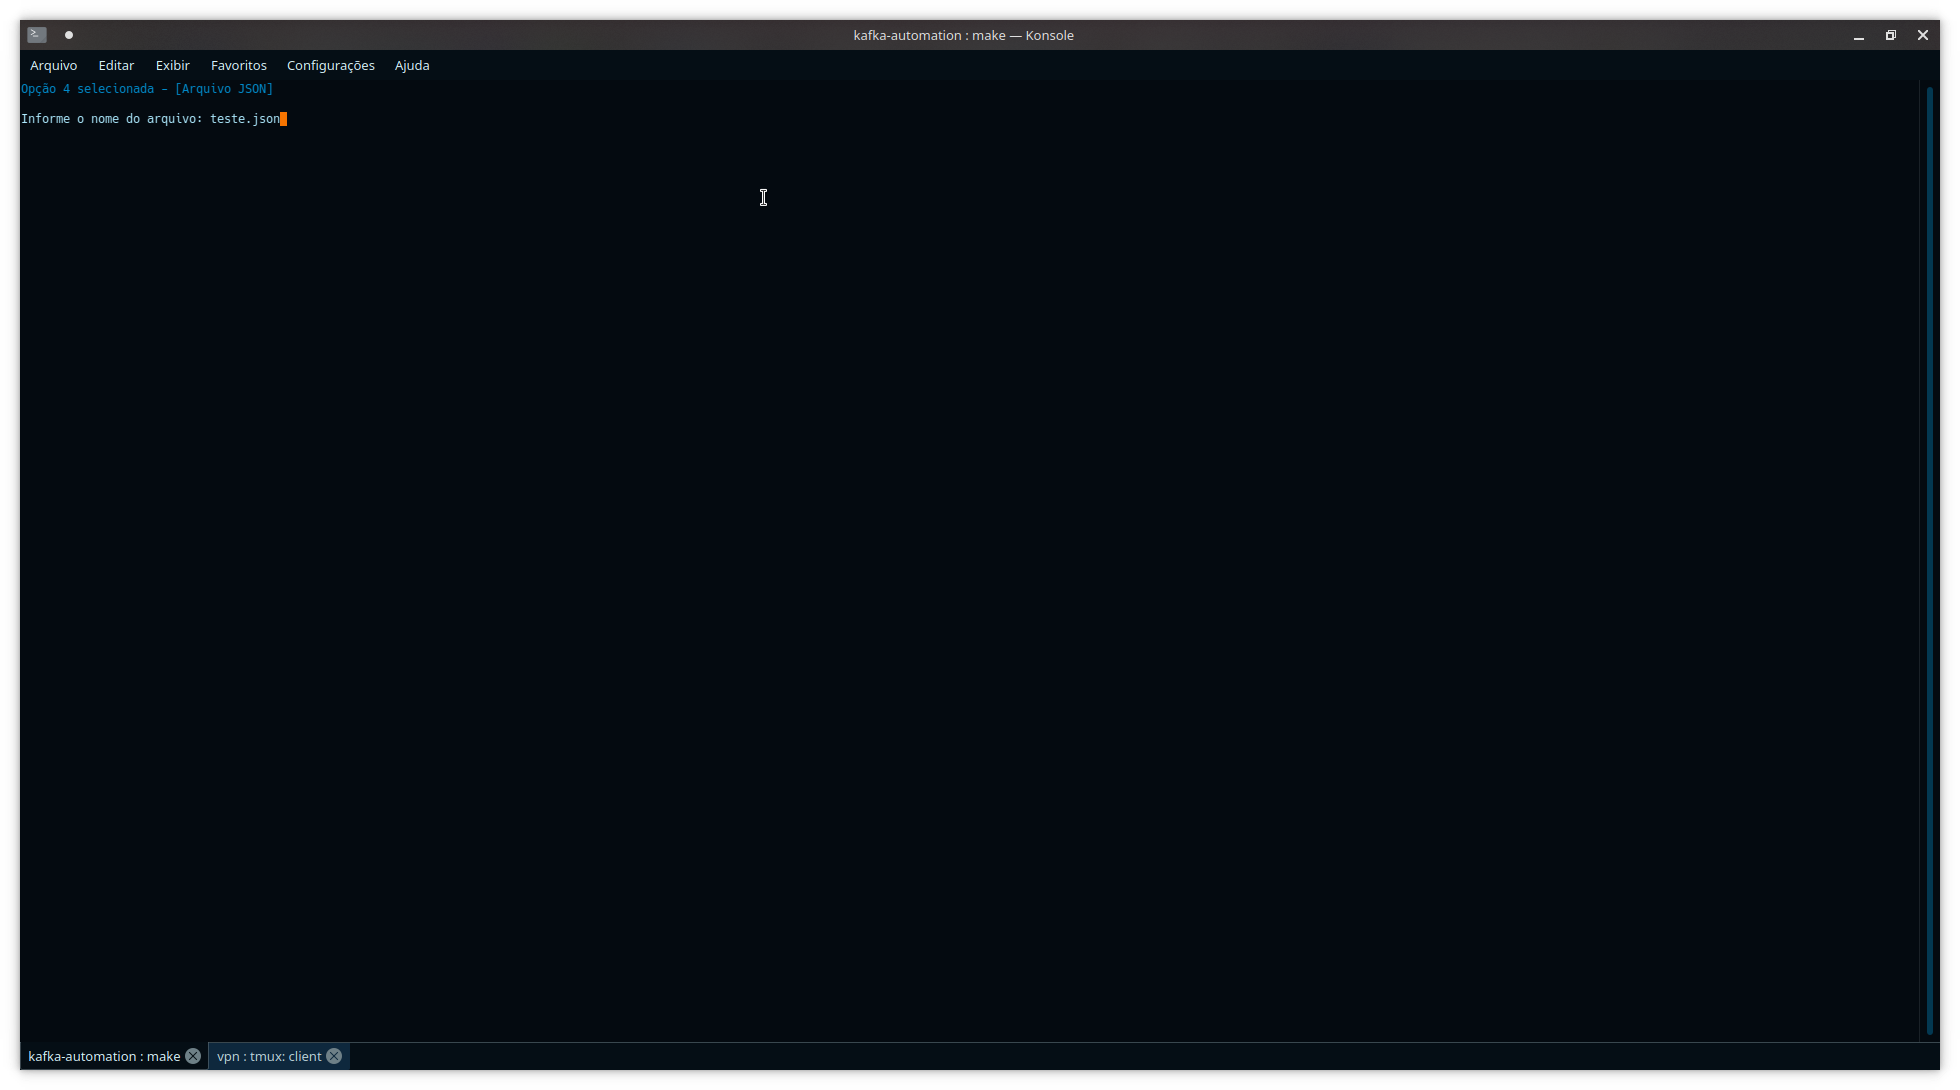 kafka-automation : make — Konsole
Arquivo Editar Exibir Favoritos Configurações Ajuda
Opção 4 selecionada - [Arquivo JSON]
Informe o nome do arquivo: teste.json
kafka-automation : make vpn : tmux: client